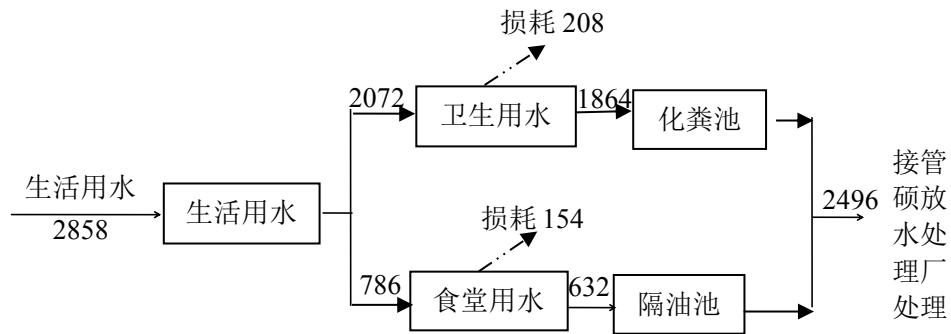 损耗 208
2072
卫生用水
1864
化粪池
生活用水
2858
生活用水
损耗 154
786
食堂用水
632
隔油池
2496
接管
硕放
水处
理厂
处理